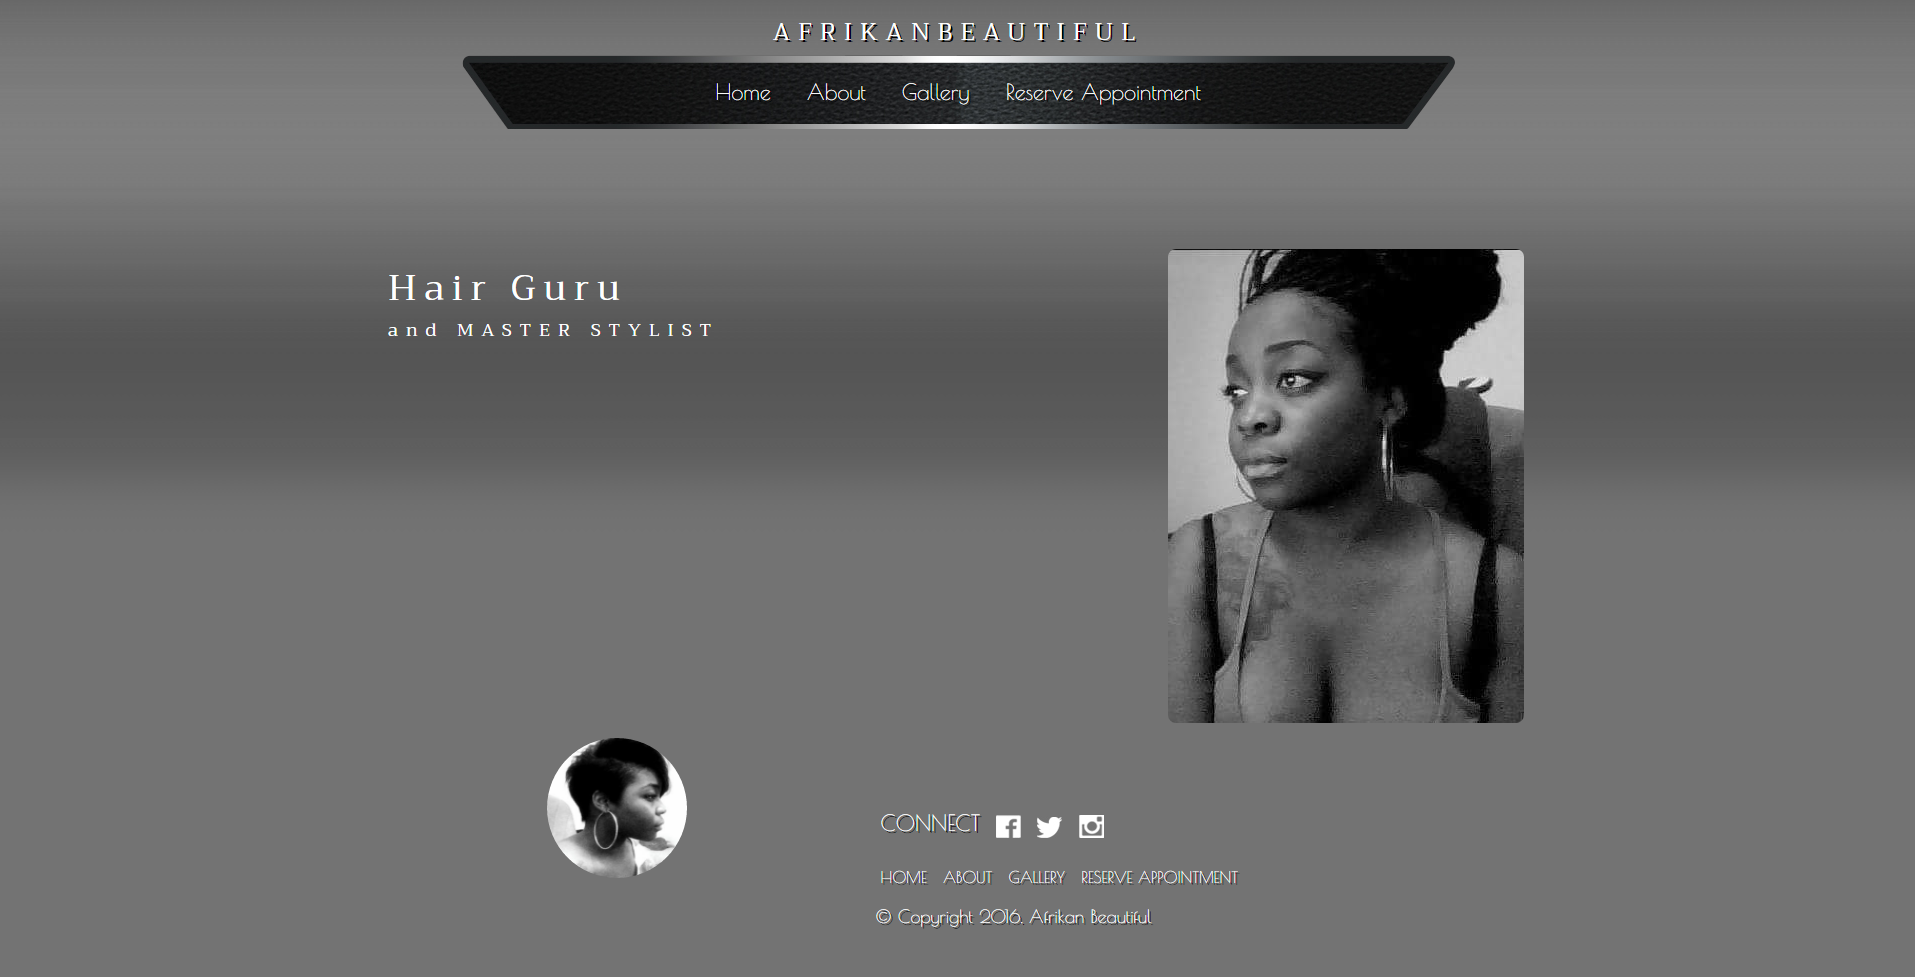 AFRIKANBEAUTIFUL
Home About Gallery Reserve Appointment
Hair Guru
and MASTER STYLIST
CONNECT
HOME ABOUT GALLERY RESERVE APPOINTMENT
© Copyright 2016. Afrikan Beautiful